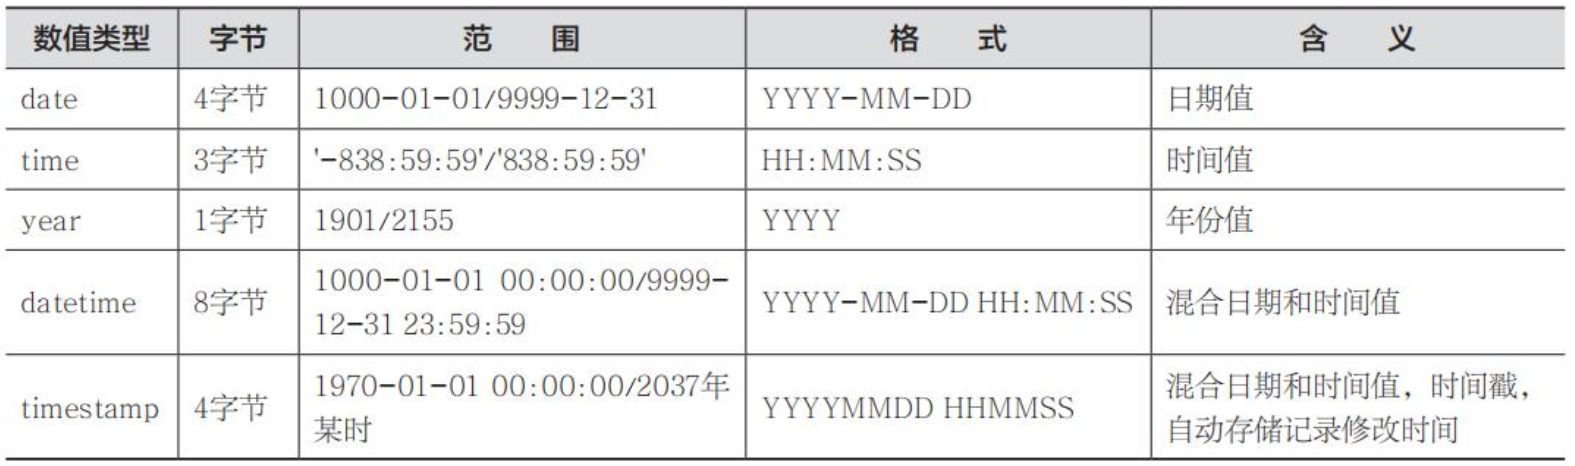 数值类型 字节 范 围 格 式 含 义
date 4字节 1000-01-01/9999-12-31 YYYY-MM-DD 日期值
time 3字节 '-838:59:59'/'838:59:59' HH:MM:SS 时间值
year 1字节 1901/2155 YYYY 年份值
datetime 8字节 1000-01-01 00:00:00/9999-
12-31 23:59:59 YYYY-MM-DD HH:MM:SS 混合日期和时间值
timestamp 4字节 1970-01-01 00:00:00/2037年
某时 YYYYMMDD HHMMSS 混合日期和时间值，时间戳，
自动存储记录修改时间